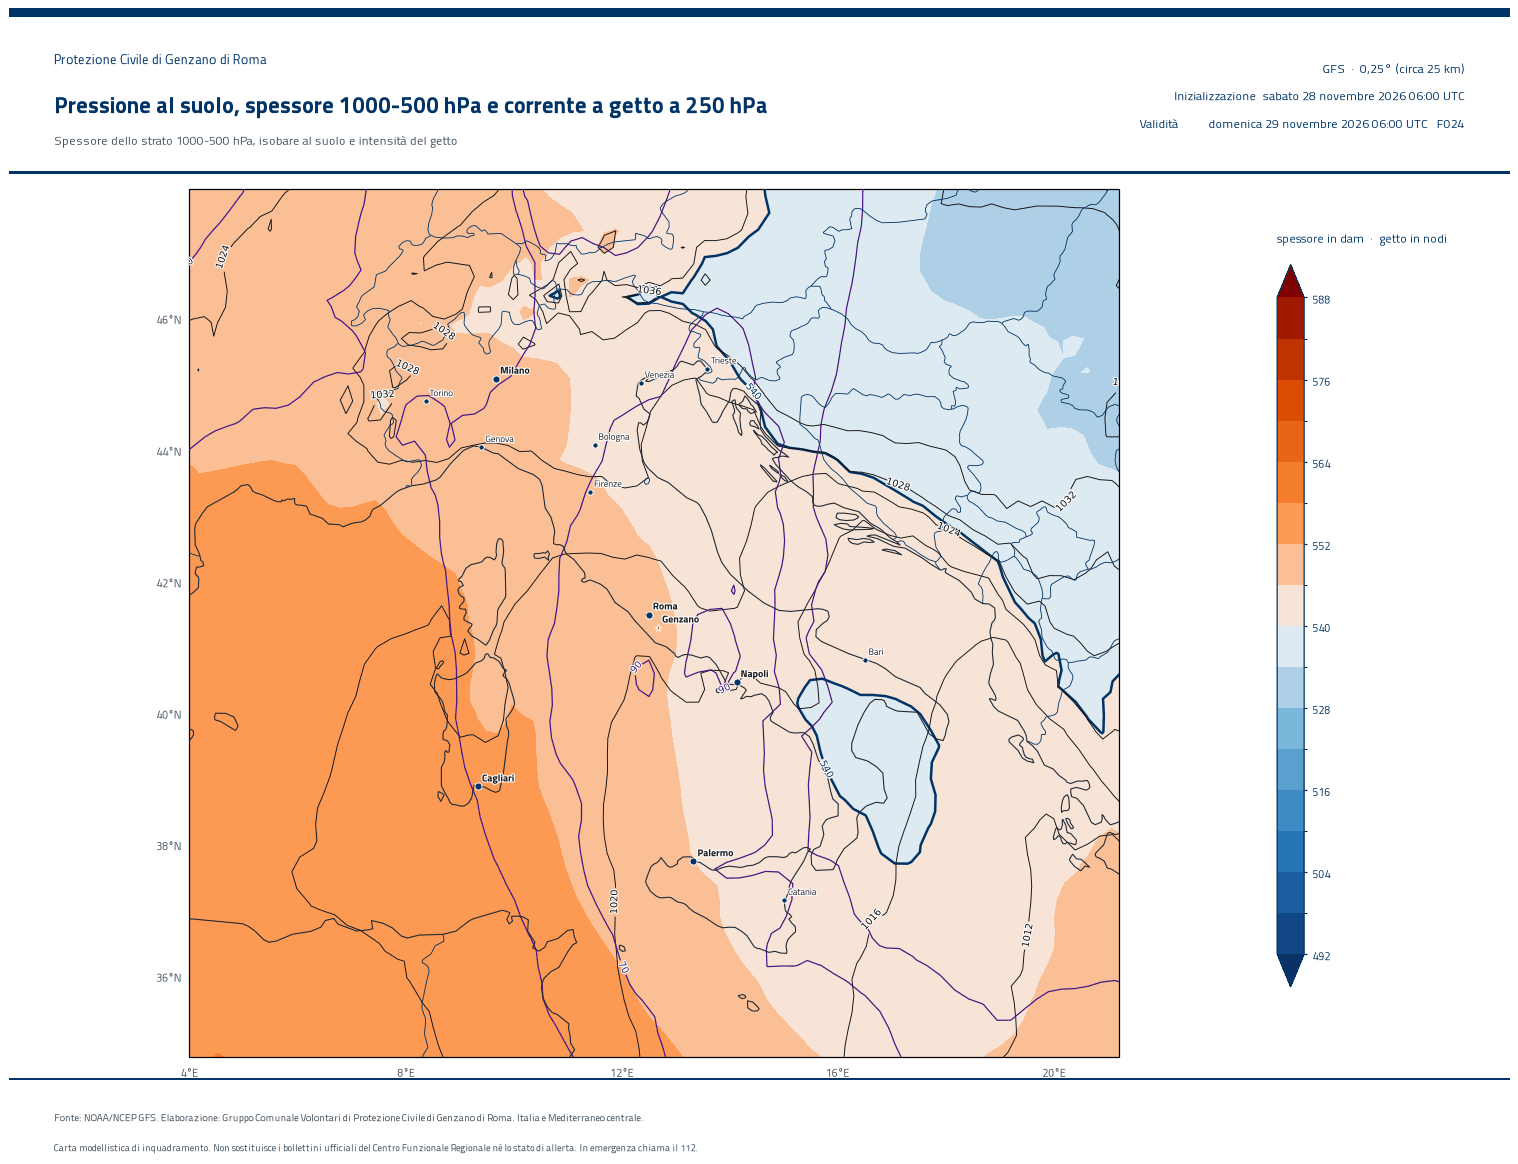 Protezione Civile di Genzano di Roma
Pressione al suolo, spessore 1000-500 hPa e corrente a getto a 250 hPa
Spessore dello strato 1000-500 hPa, isobare al suolo e intensità del getto
GFS · 0,25° (circa 25 km)
Inizializzazione sabato 28 novembre 2026 06:00 UTC
Validità domenica 29 novembre 2026 06:00 UTC F024
spessore in dam · getto in nodi
588
576
564
552
540
528
516
504
492
46°N
44°N
42°N
40°N
38°N
36°N
4°E
8°E
12°E
16°E
20°E
1024
1036
1028
1028
1032
Milano
Torino
Genova
Venezia
Trieste
540
Bologna
Firenze
1028
1024
1032
Roma
Genzano
Bari
90
90
Napoli
540
Cagliari
Palermo
Catania
1020
1016
1012
70
Fonte: NOAA/NCEP GFS. Elaborazione: Gruppo Comunale Volontari di Protezione Civile di Genzano di Roma. Italia e Mediterraneo centrale.
Carta modellistica di inquadramento. Non sostituisce i bollettini ufficiali del Centro Funzionale Regionale né lo stato di allerta. In emergenza chiama il 112.